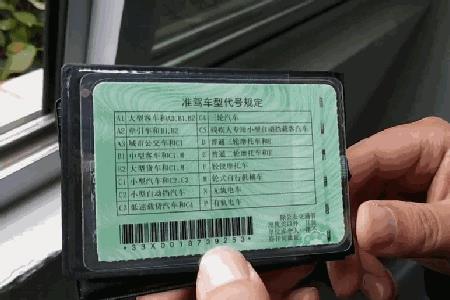 准驾车型代号规定
A1 大型客车和A3,B1,B2 C4 三轮汽车
A2 牵引车和B1,B2 C5 残疾人专用小型自动挡载客汽车
A3 城市公交车和C1 D 普通三轮摩托车和E
B1 中型客车和C1,M E 普通二轮摩托车和F
B2 大型货车和C1,M F 轻便摩托车
C1 小型汽车和C2,C3 M 轮式自行机械车
C2 小型自动挡汽车 N 无轨电车
C3 低速载货汽车和C4 P 有轨电车